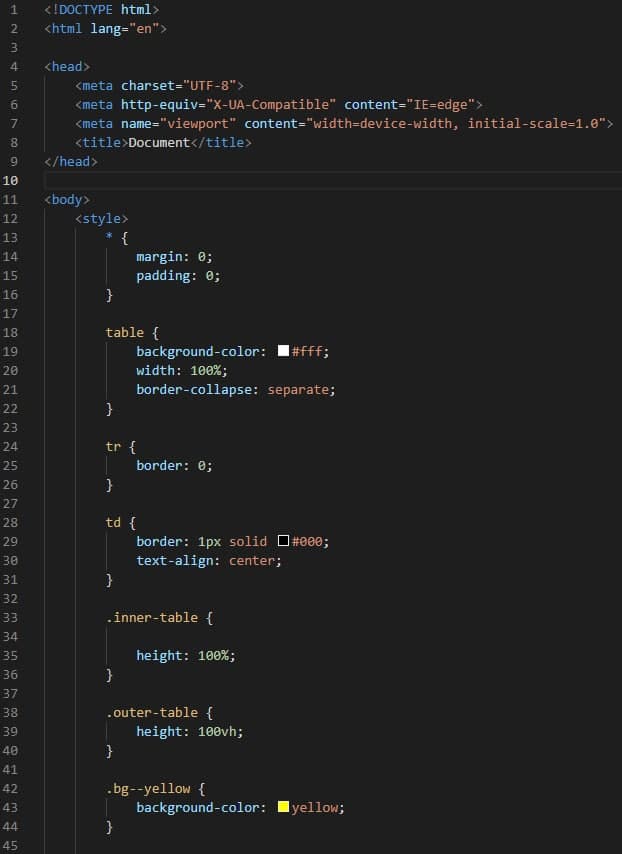 1 <!DOCTYPE html>
2 <html lang="en">
3
4 <head>
5     <meta charset="UTF-8">
6     <meta http-equiv="X-UA-Compatible" content="IE=edge">
7     <meta name="viewport" content="width=device-width, initial-scale=1.0">
8     <title>Document</title>
9 </head>
10
11 <body>
12     <style>
13         * {
14             margin: 0;
15             padding: 0;
16         }
17
18         table {
19             background-color: #fff;
20             width: 100%;
21             border-collapse: separate;
22         }
23
24         tr {
25             border: 0;
26         }
27
28         td {
29             border: 1px solid #000;
30             text-align: center;
31         }
32
33         .inner-table {
34
35             height: 100%;
36         }
37
38         .outer-table {
39             height: 100vh;
40         }
41
42         .bg--yellow {
43             background-color: yellow;
44         }
45